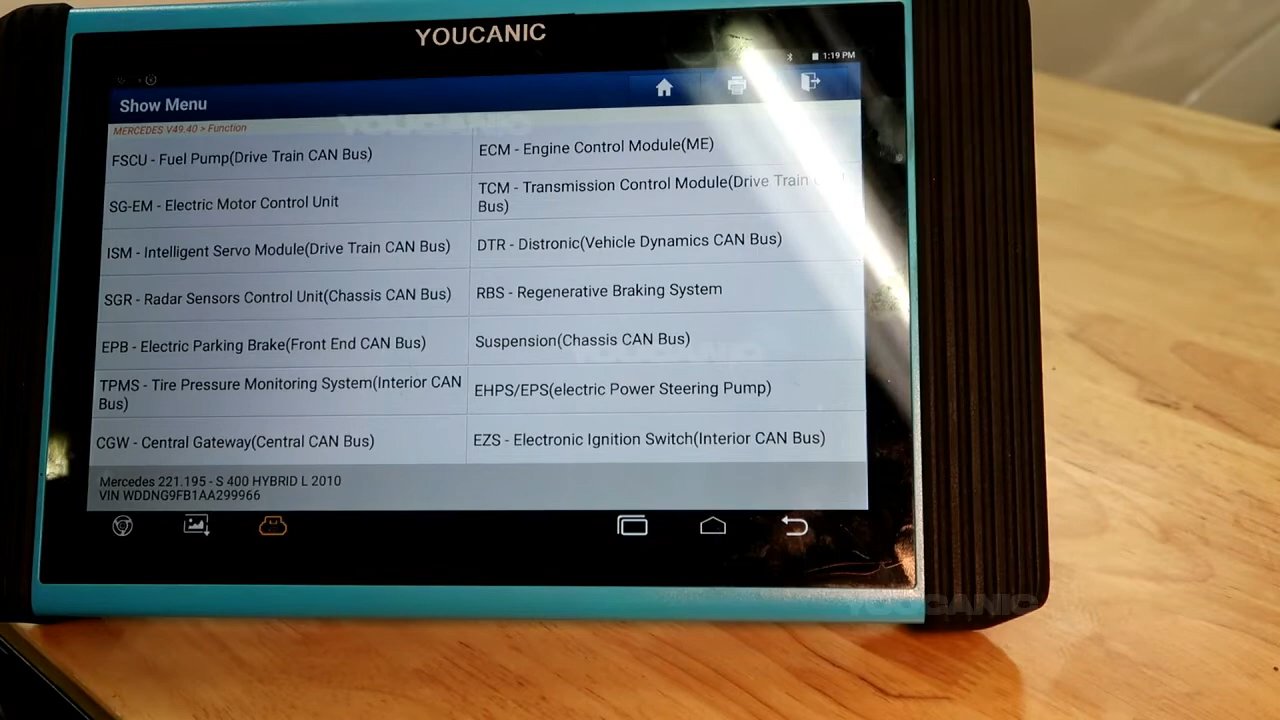 YOUCANIC
1:19 PM
Show Menu
MERCEDES V49.40 > Function
YOUCANIC
FSCU - Fuel Pump(Drive Train CAN Bus)
ECM - Engine Control Module(ME)
SG-EM - Electric Motor Control Unit
TCM - Transmission Control Module(Drive Train
Bus)
ISM - Intelligent Servo Module(Drive Train CAN Bus)
DTR - Distronic(Vehicle Dynamics CAN Bus)
SGR - Radar Sensors Control Unit(Chassis CAN Bus)
RBS - Regenerative Braking System
EPB - Electric Parking Brake(Front End CAN Bus)
Suspension(Chassis CAN Bus)
YOUCANIC
TPMS - Tire Pressure Monitoring System(Interior CAN
Bus)
EHPS/EPS(electric Power Steering Pump)
CGW - Central Gateway(Central CAN Bus)
EZS - Electronic Ignition Switch(Interior CAN Bus)
Mercedes 221.195 - S 400 HYBRID L 2010
VIN WDDNG9FB1AA299966
YOUCANIC